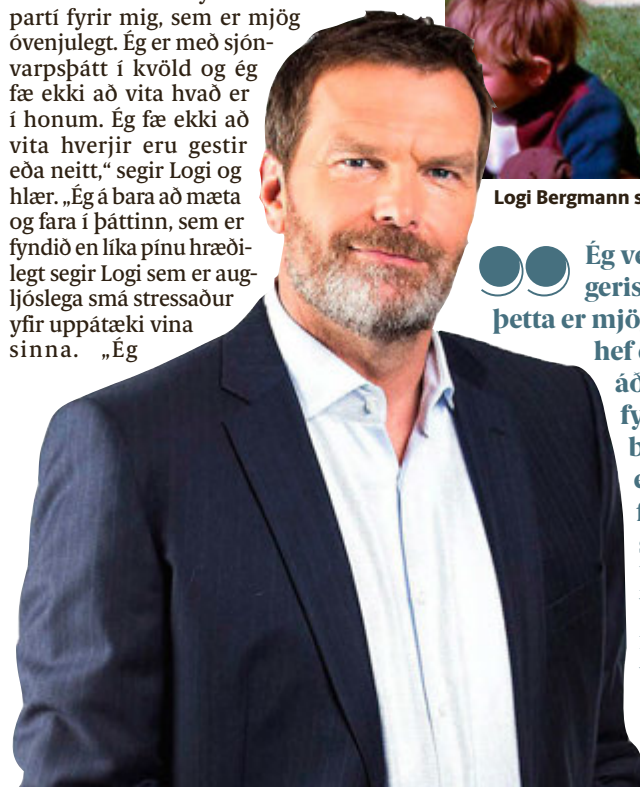 partí fyrir mig, sem er mjög
óvenjulegt. Ég er með sjón-
varpsþátt í kvöld og ég
fæ ekki að vita hvað er
í honum. Ég fæ ekki að
vita hverjir eru gestir
eða neitt,“ segir Logi og
hlær. „Ég á bara að mæta
og fara í þáttinn, sem er
fyndið en líka pínu hræði-
legt segir Logi sem er aug-
ljóslega smá stressaður
yfir uppátæki vina
sinna. „Ég
Logi Bergmann s
Ég ve
geris
þetta er mjö
hef
áð
fy
b
e